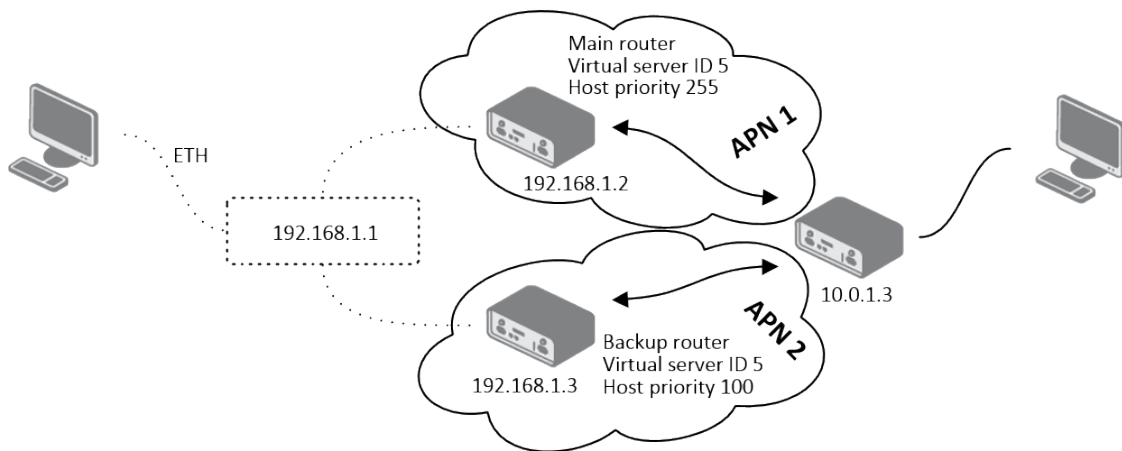 Main router
Virtual server ID 5
Host priority 255
APN 1
ETH
192.168.1.2
192.168.1.1
10.0.1.3
APN 2
Backup router
Virtual server ID 5
Host priority 100
192.168.1.3